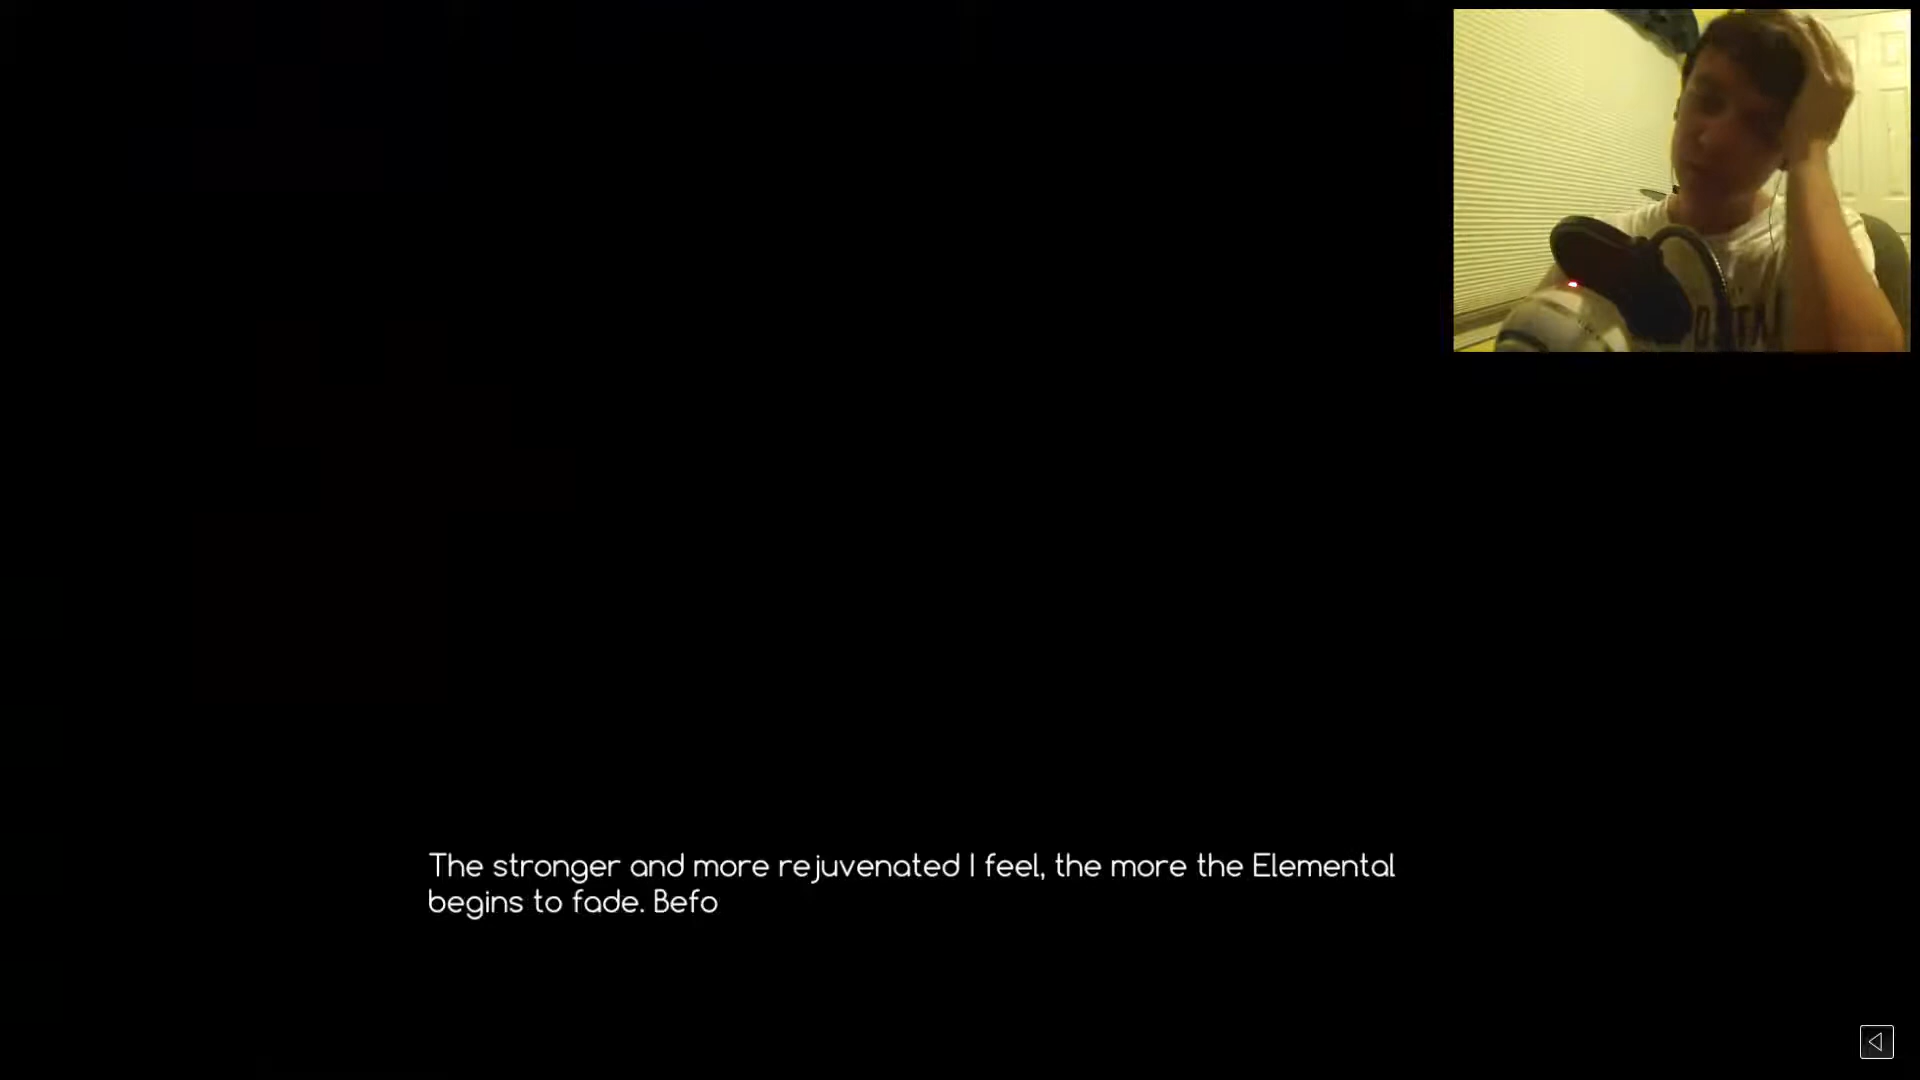 The stronger and more rejuvenated I feel, the more the Elemental
begins to fade. Befo